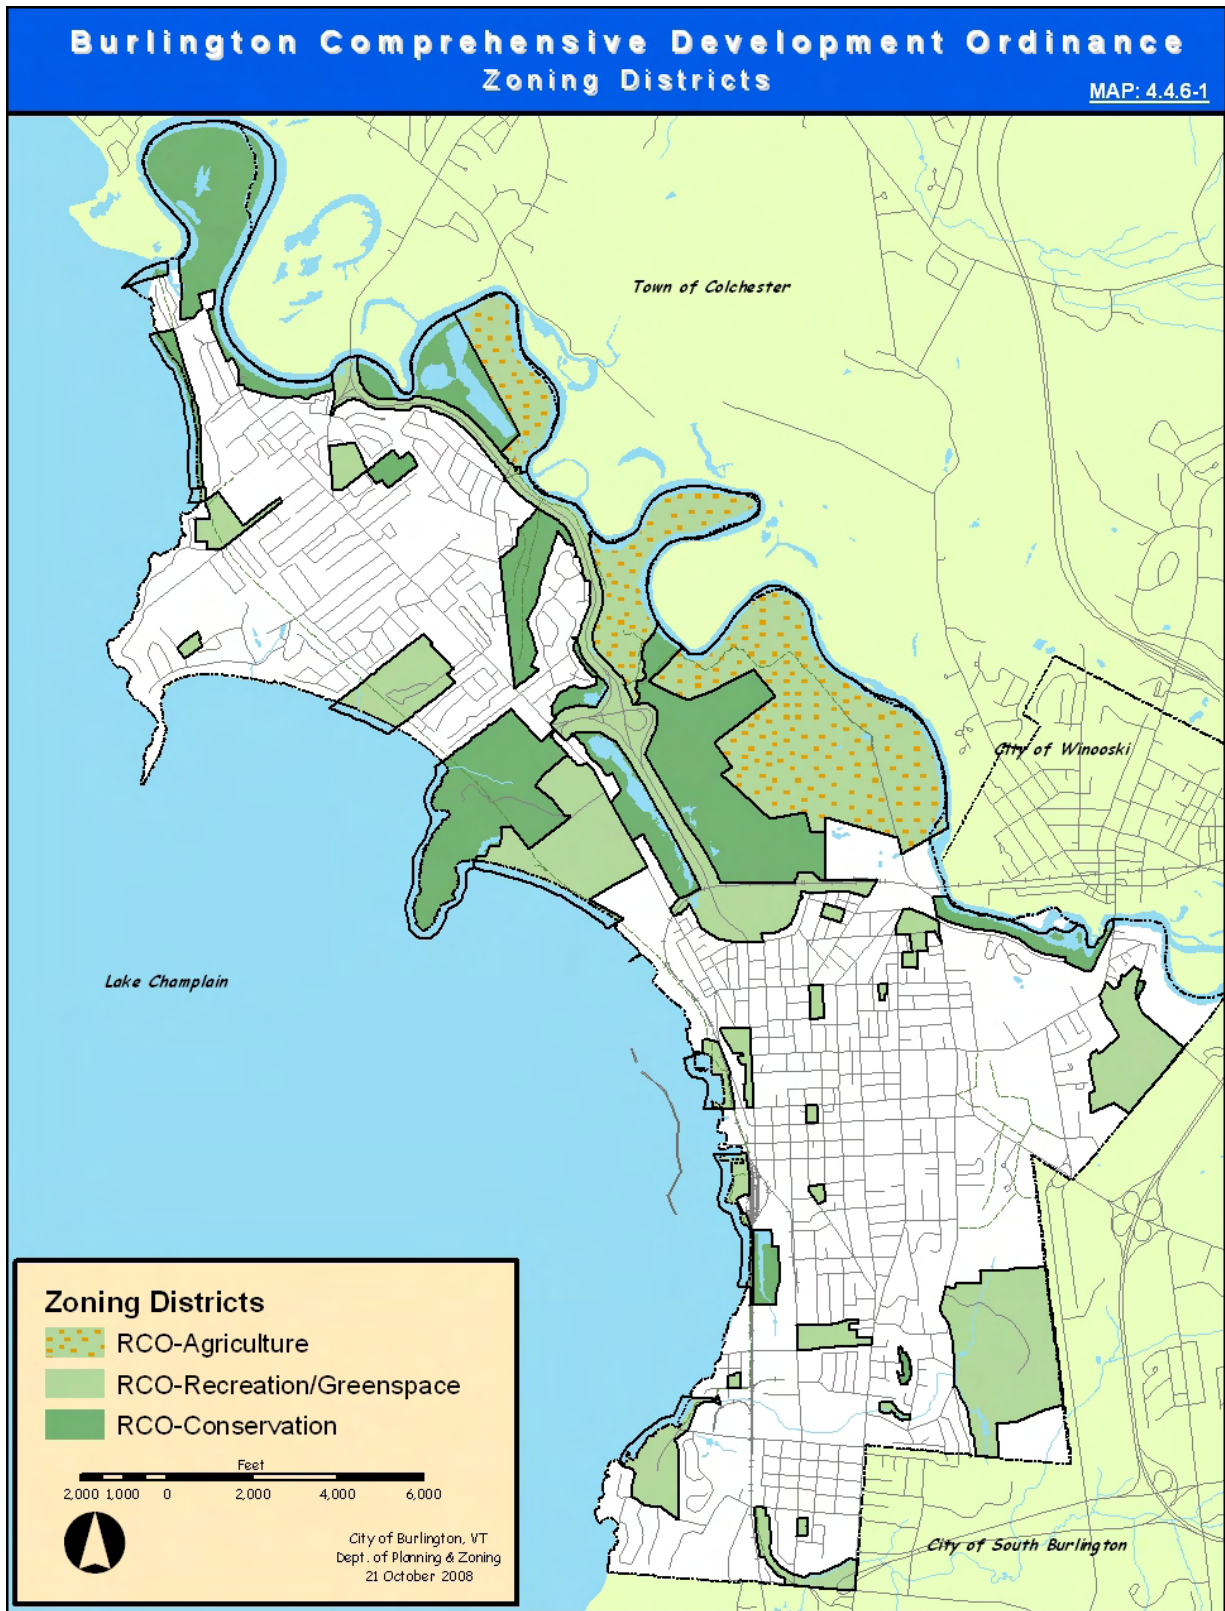 Burlington Comprehensive Development Ordinance
Zoning Districts
MAP: 4.4.6-1
Town of Colchester
City of Winooski
Lake Champlain
Zoning Districts
RCO-Agriculture
RCO-Recreation/Greenspace
RCO-Conservation
Feet
2,000 1,000 0 2,000 4,000 6,000
City of Burlington, VT
Dept. of Planning & Zoning
21 October 2008
City of South Burlington